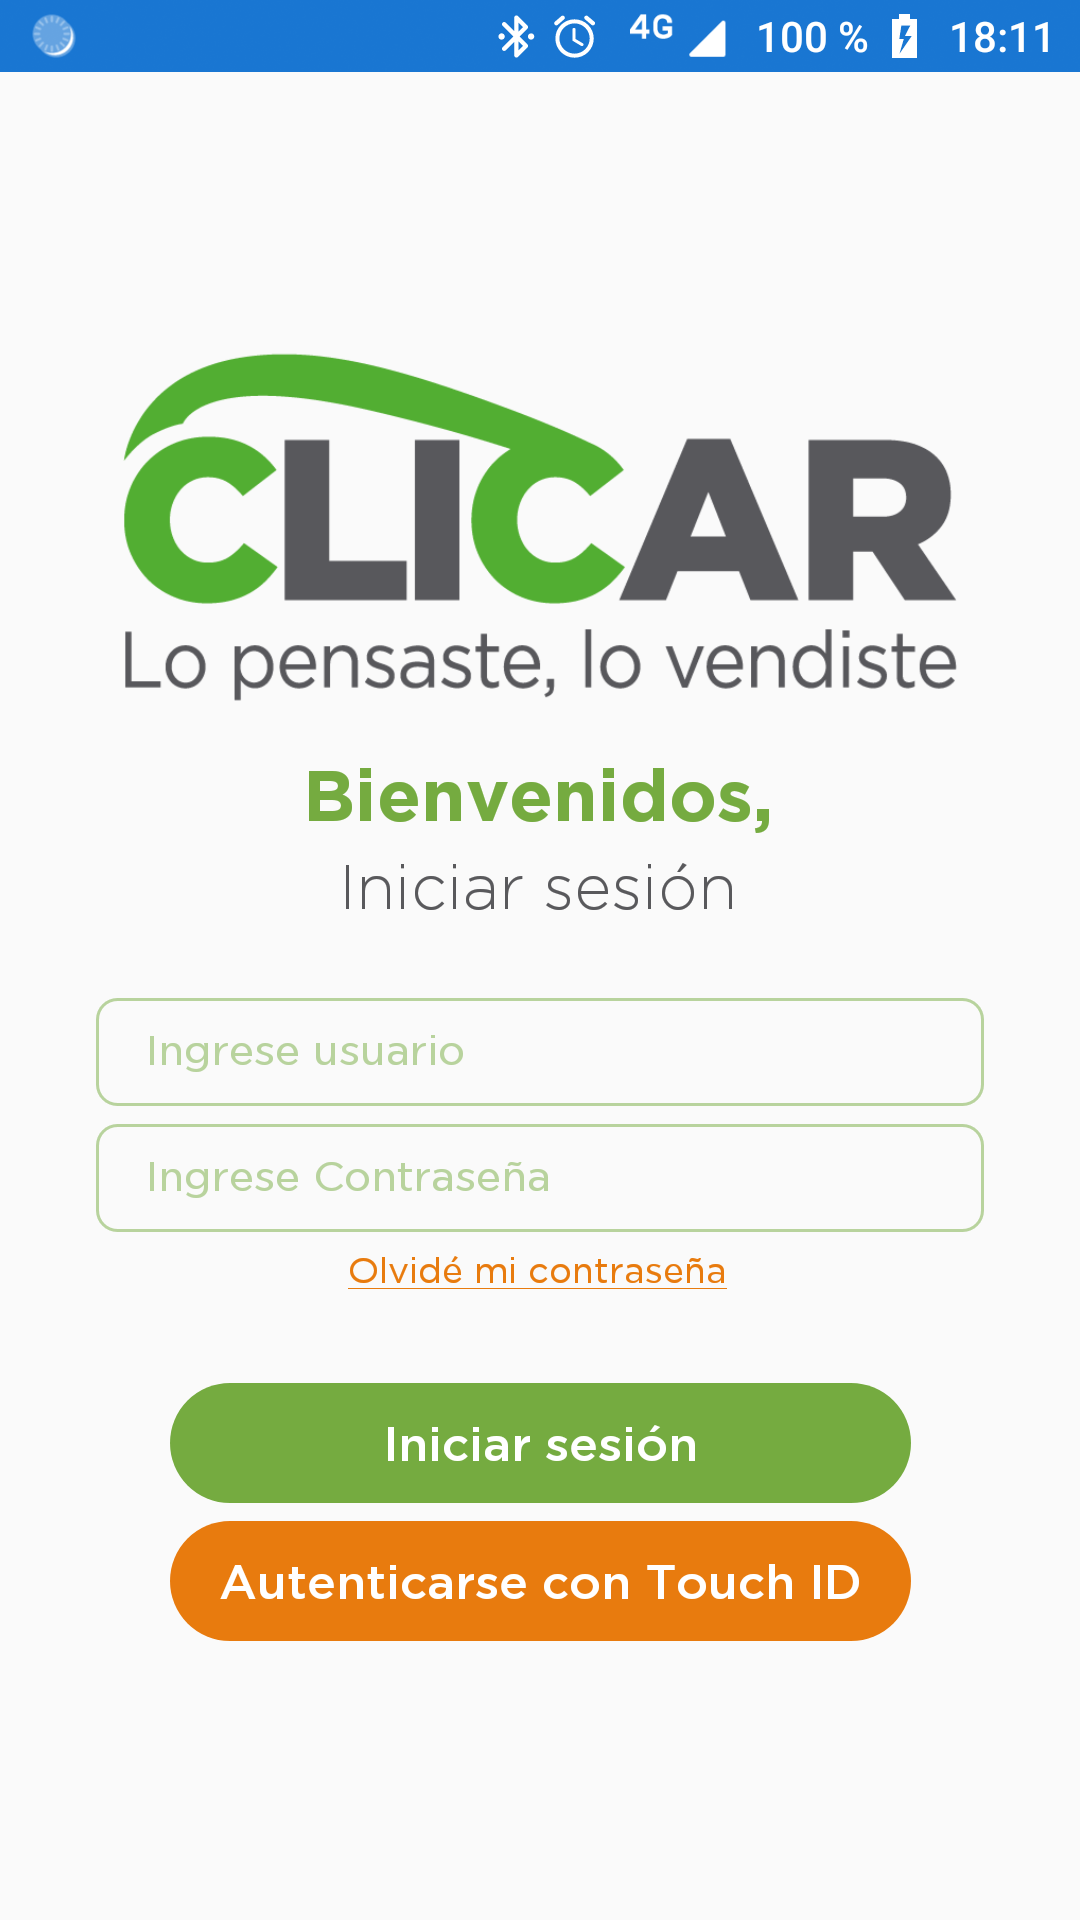 4G 100 % 18:11
CLICAR
Lo pensaste, lo vendiste
Bienvenidos,
Iniciar sesión
Ingrese usuario
Ingrese Contraseña
Olvidé mi contraseña
Iniciar sesión
Autenticarse con Touch ID